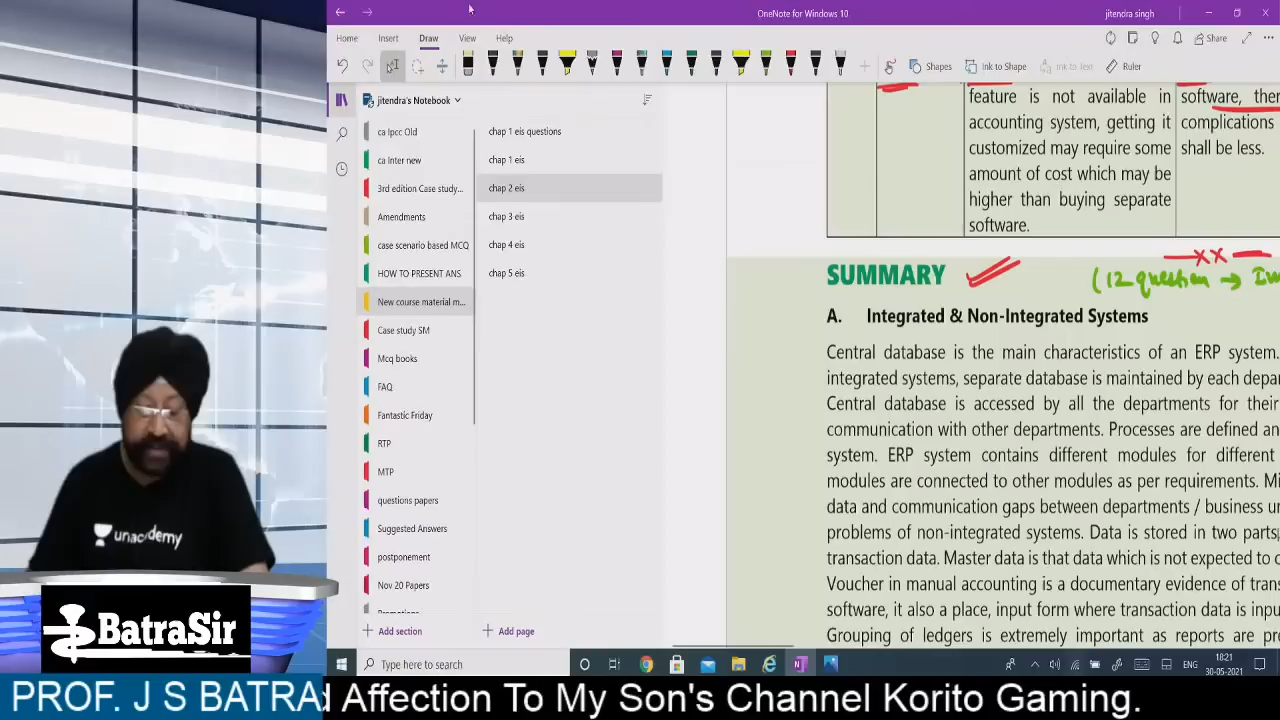 OneNote for Windows 10
jitendra singh
Home Insert Draw View Help
Share
Shapes Ink to Shape Ink to Text Ruler
jitendra's Notebook
ca Ipcc Old
ca Inter new
3rd edition Case study...
Amendments
case scenario based MCQ
HOW TO PRESENT ANS
New course material m...
Case study SM
Mcq books
FAQ
Fantastic Friday
RTP
MTP
questions papers
Suggested Answers
postponement
Nov 20 Papers
Promotions
Add section
chap 1 eis questions
chap 1 eis
chap 2 eis
chap 3 eis
chap 4 eis
chap 5 eis
Add page
feature is not available in
accounting system, getting it
customized may require some
amount of cost which may be
higher than buying separate
software.
software, ther
complications
shall be less.
xx
SUMMARY
(12 question →
A. Integrated & Non-Integrated Systems
Central database is the main characteristics of an ERP system.
integrated systems, separate database is maintained by each depar
Central database is accessed by all the departments for their
communication with other departments. Processes are defined an
system. ERP system contains different modules for different
modules are connected to other modules as per requirements. Mi
data and communication gaps between departments / business u
problems of non-integrated systems. Data is stored in two parts,
transaction data. Master data is that data which is not expected to c
Voucher in manual accounting is a documentary evidence of tran
software, it also a place, input form where transaction data is inpu
Grouping of ledgers is extremely important as reports are pr
unacademy
BatraSir
Type here to search
ENG
18:21
30-05-2021
PROF. J S BATRA
d Affection To My Son's Channel Korito Gaming.